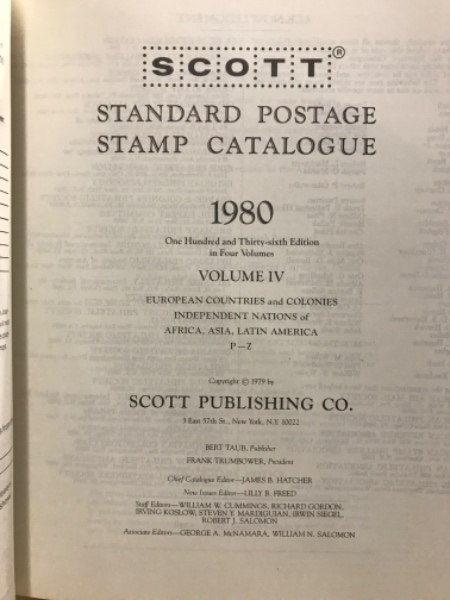 SCOTT®
STANDARD POSTAGE
STAMP CATALOGUE
1980
One Hundred and Thirty-sixth Edition
in Four Volumes
VOLUME IV
EUROPEAN COUNTRIES and COLONIES
INDEPENDENT NATIONS of
AFRICA, ASIA, LATIN AMERICA
P—Z
Copyright © 1979 by
SCOTT PUBLISHING CO.
3 East 57th St., New York, N.Y. 10022
BERT TAUB, Publisher
FRANK TRUMBOWER, President
Chief Catalogue Editor—JAMES B. HATCHER
New Issues Editor—LILLY B. FREED
Staff Editors—WILLIAM W. CUMMINGS, RICHARD GORDON,
IRVING KOSLOW, STEVEN Y. MARDIGUIAN, IRWIN SIEGEL,
ROBERT J. SALOMON
Associate Editors—GEORGE A. McNAMARA, WILLIAM N. SALOMON